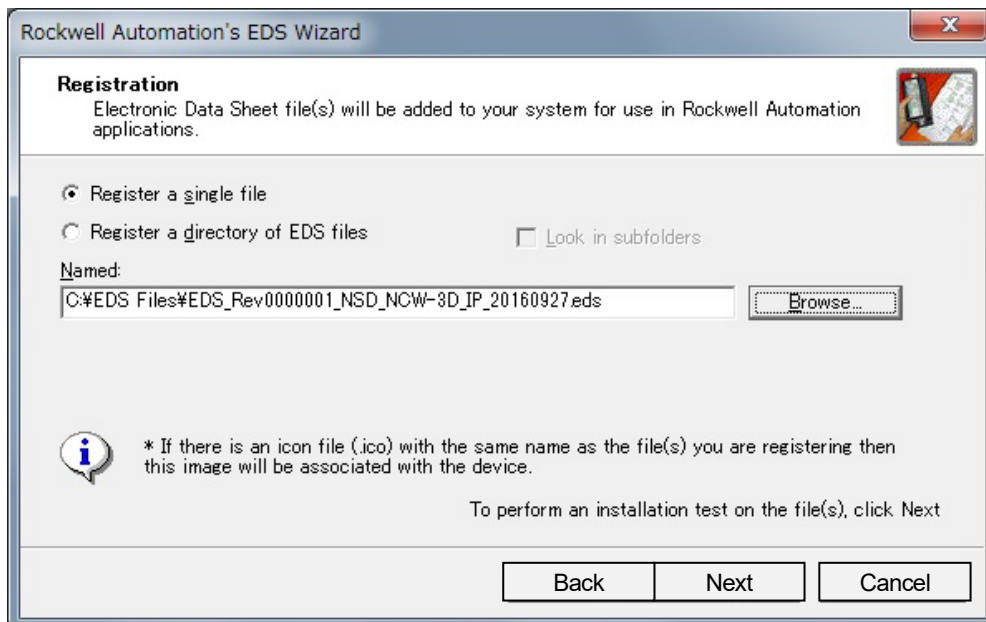 Rockwell Automation's EDS Wizard
Registration
Electronic Data Sheet file(s) will be added to your system for use in Rockwell Automation
applications.
Register a single file
Register a directory of EDS files
Look in subfolders
Named:
C:¥EDS Files¥EDS_Rev0000001_NSD_NCW-3D_IP_20160927.eds
Browse...
* If there is an icon file (.ico) with the same name as the file(s) you are registering then
this image will be associated with the device.
To perform an installation test on the file(s), click Next
Back
Next
Cancel